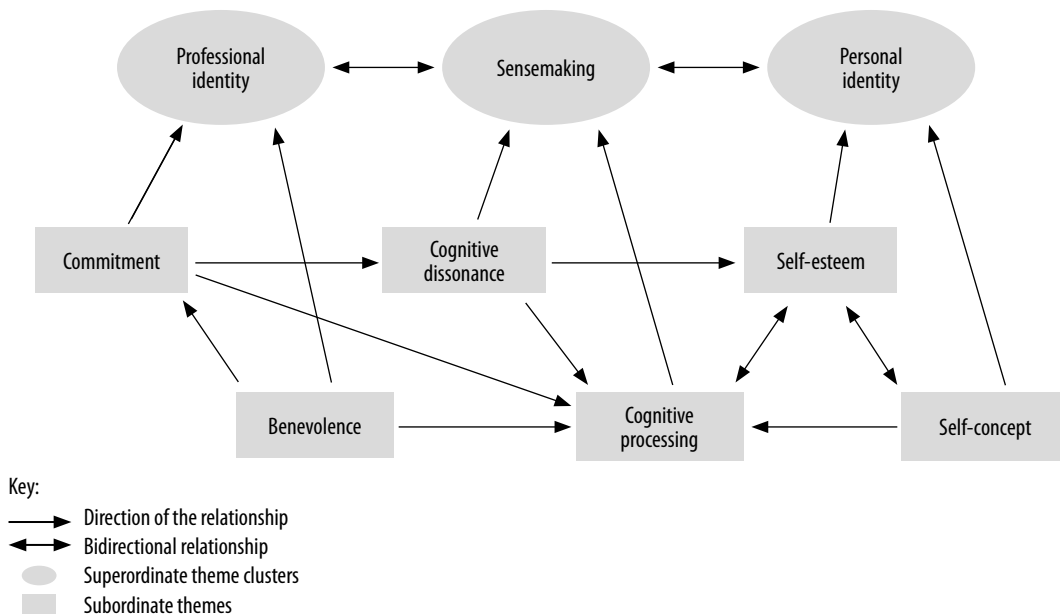 Professional
identity
Sensemaking
Personal
identity
Commitment
Cognitive
dissonance
Self-esteem
Benevolence
Cognitive
processing
Self-concept
Key:
Direction of the relationship
Bidirectional relationship
Superordinate theme clusters
Subordinate themes